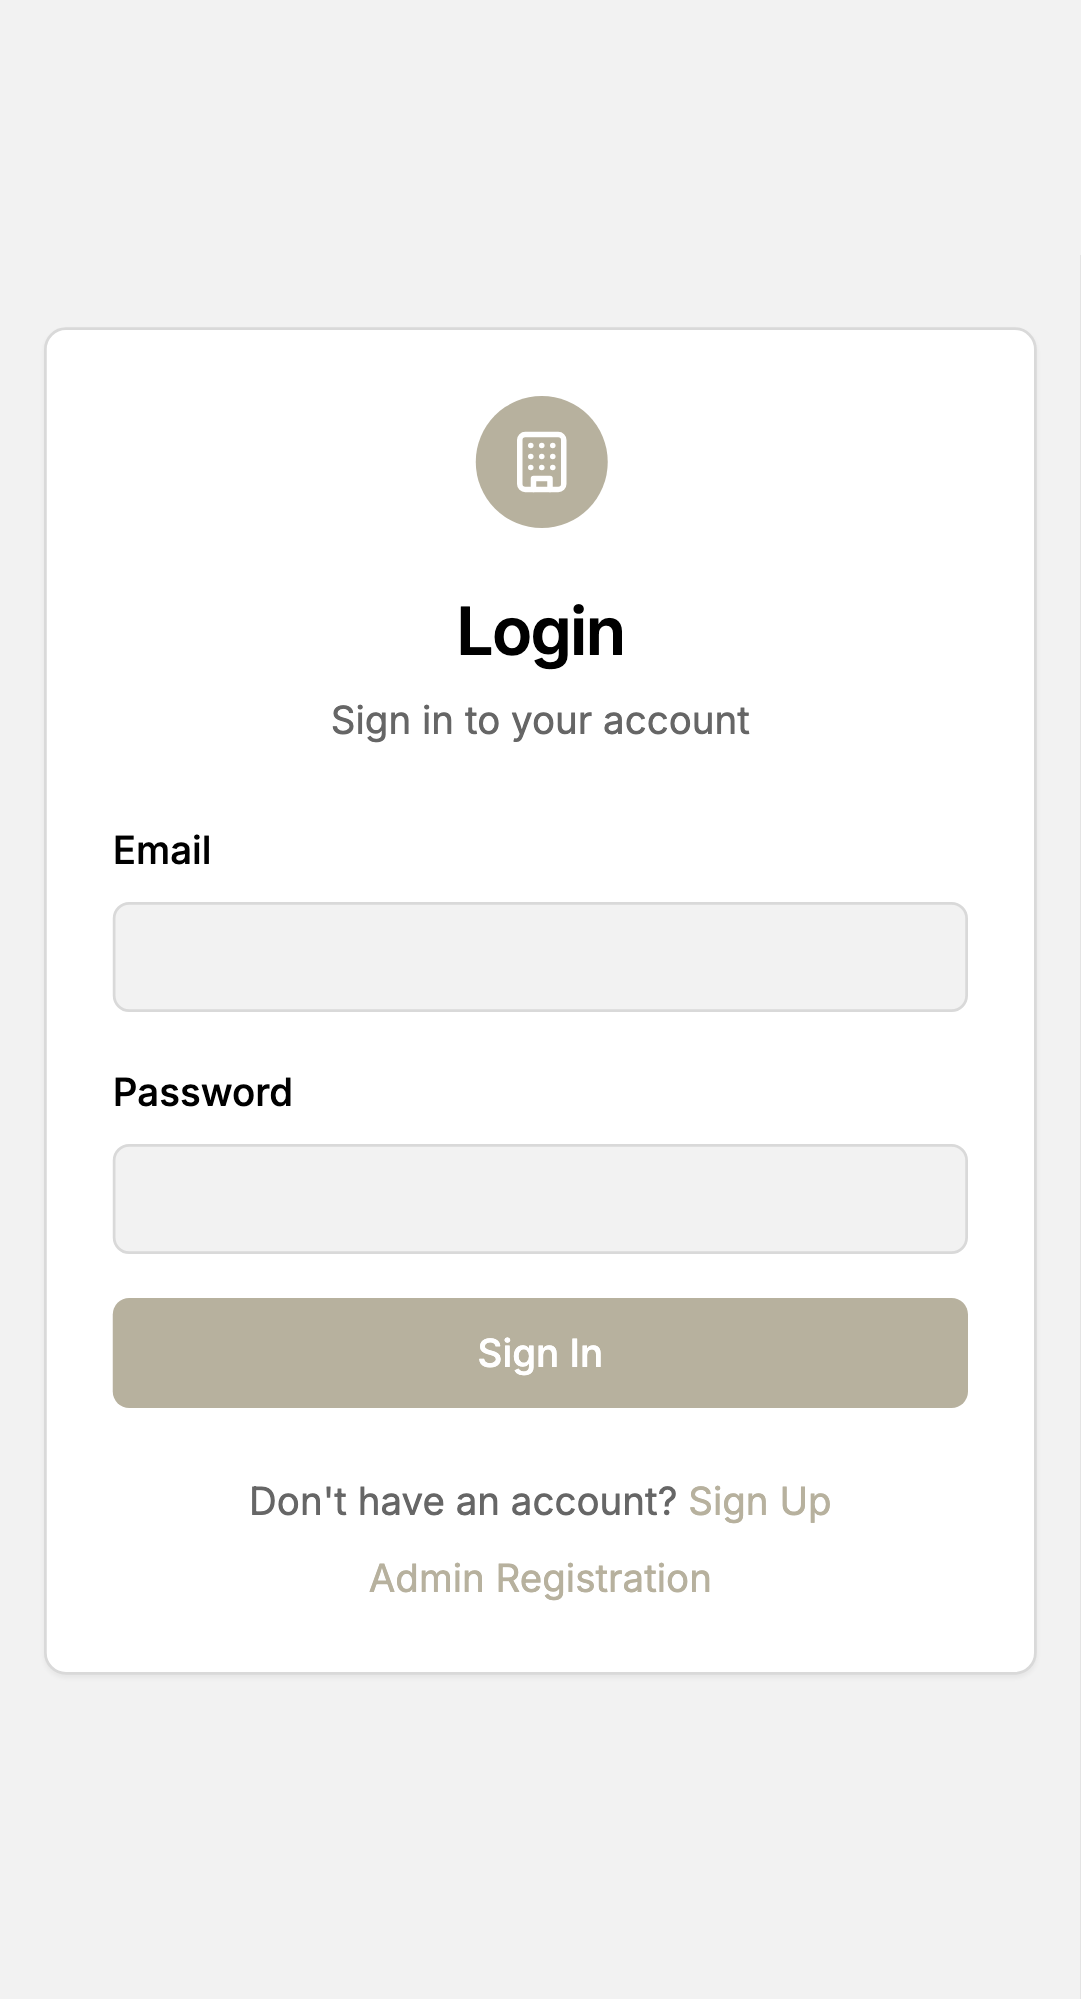 Login
Sign in to your account
Email
Password
Sign In
Don't have an account? Sign Up
Admin Registration